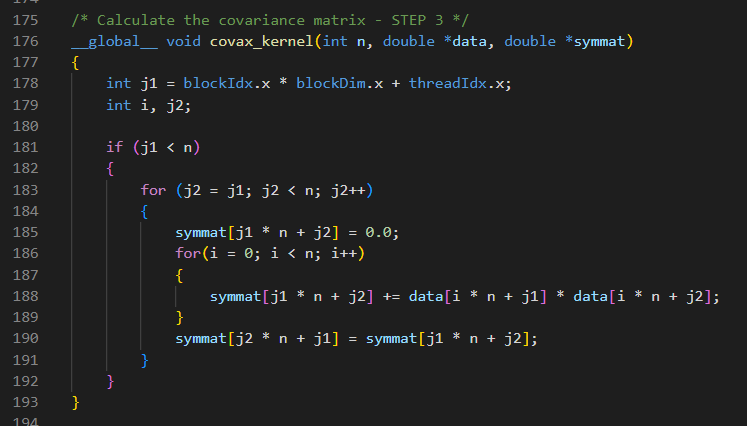 175 /* Calculate the covariance matrix - STEP 3 */
176 __global__ void covax_kernel(int n, double *data, double *symmat)
177 {
178     int j1 = blockIdx.x * blockDim.x + threadIdx.x;
179     int i, j2;
180
181     if (j1 < n)
182     {
183         for (j2 = j1; j2 < n; j2++)
184         {
185             symmat[j1 * n + j2] = 0.0;
186             for(i = 0; i < n; i++)
187             {
188                 symmat[j1 * n + j2] += data[i * n + j1] * data[i * n + j2];
189             }
190             symmat[j2 * n + j1] = symmat[j1 * n + j2];
191         }
192     }
193 }